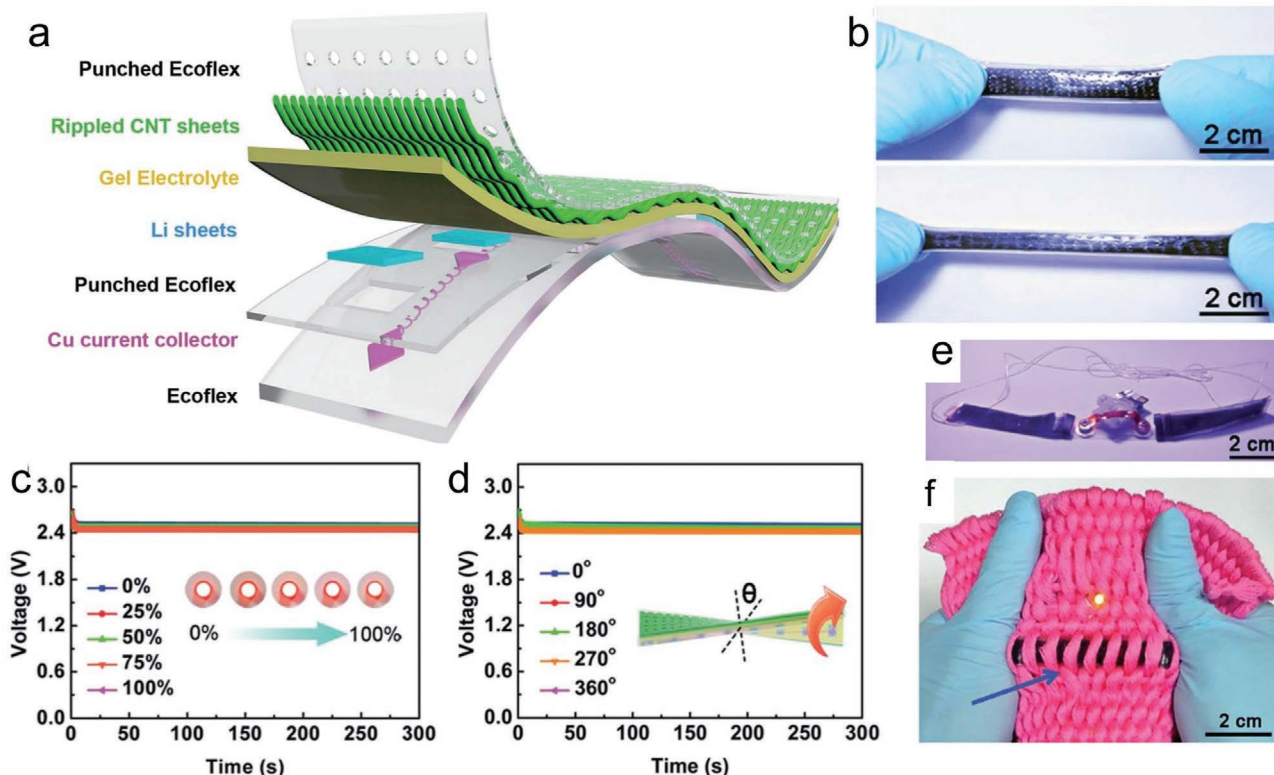 a
Punched Ecoflex
Rippled CNT sheets
Gel Electrolyte
Li sheets
Punched Ecoflex
Cu current collector
Ecoflex
b
2 cm
2 cm
e
2 cm
c
3.0
2.4
1.8
1.2
0.6
0.0
Voltage (V)
0%
25%
50%
75%
100%
0%
100%
0
50
100
150
200
250
300
Time (s)
d
3.0
2.4
1.8
1.2
0.6
0.0
Voltage (V)
0°
90°
180°
270°
360°
θ
0
50
100
150
200
250
300
Time (s)
f
2 cm